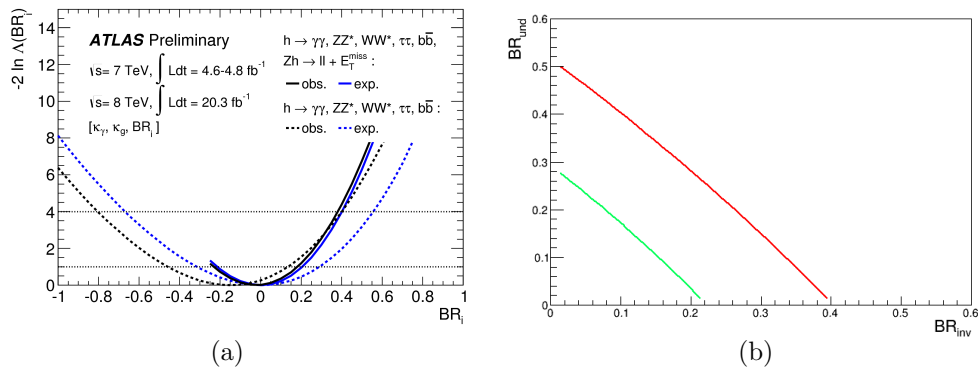 -2 ln Λ(BRᵢ)
14
12
10
8
6
4
2
0
ATLAS Preliminary
√s= 7 TeV, ∫ Ldt = 4.6-4.8 fb⁻¹
√s= 8 TeV, ∫ Ldt = 20.3 fb⁻¹
[κ_γ, κ_g, BRᵢ]
h → γγ, ZZ*, WW*, ττ, bb̅,
Zh → ll + E_T^miss :
obs. exp.
h → γγ, ZZ*, WW*, ττ, bb̅ :
obs. exp.
-1 -0.8 -0.6 -0.4 -0.2 0 0.2 0.4 0.6 0.8 1
BRᵢ
(a)
BR_und
0.6
0.5
0.4
0.3
0.2
0.1
0
0 0.1 0.2 0.3 0.4 0.5 0.6
BR_inv
(b)